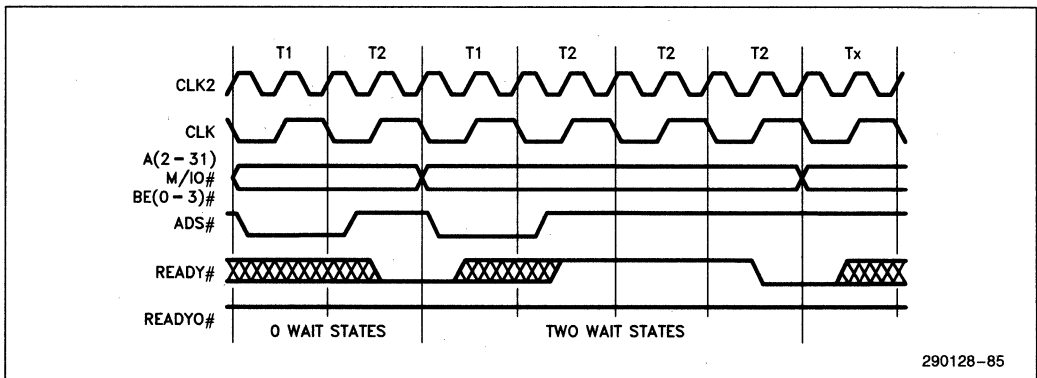 T1 T2 T1 T2 T2 T2 Tx
CLK2
CLK
A(2-31)
M/IO#
BE(0-3)#
ADS#
READY#
READYO#
0 WAIT STATES TWO WAIT STATES
290128-85